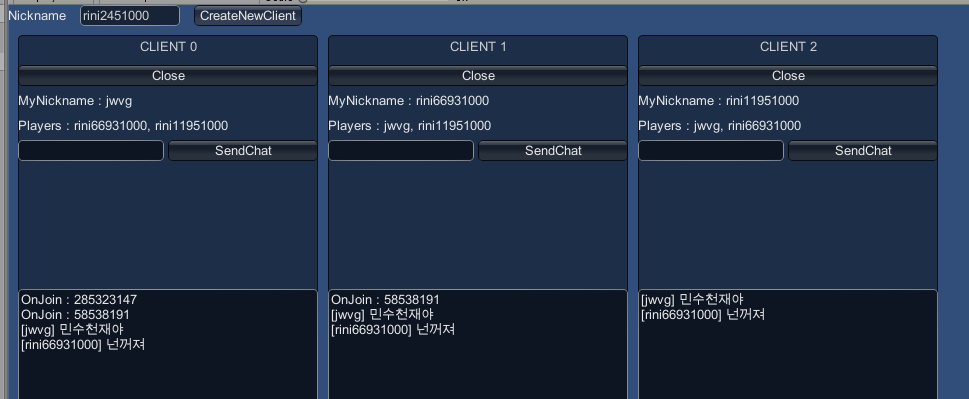 Nickname rini2451000 CreateNewClient
CLIENT 0
Close
MyNickname : jwvg
Players : rini66931000, rini11951000
SendChat
OnJoin : 285323147
OnJoin : 58538191
[jwvg] 민수천재야
[rini66931000] 넌꺼져
CLIENT 1
Close
MyNickname : rini66931000
Players : jwvg, rini11951000
SendChat
OnJoin : 58538191
[jwvg] 민수천재야
[rini66931000] 넌꺼져
CLIENT 2
Close
MyNickname : rini11951000
Players : jwvg, rini66931000
SendChat
[jwvg] 민수천재야
[rini66931000] 넌꺼져